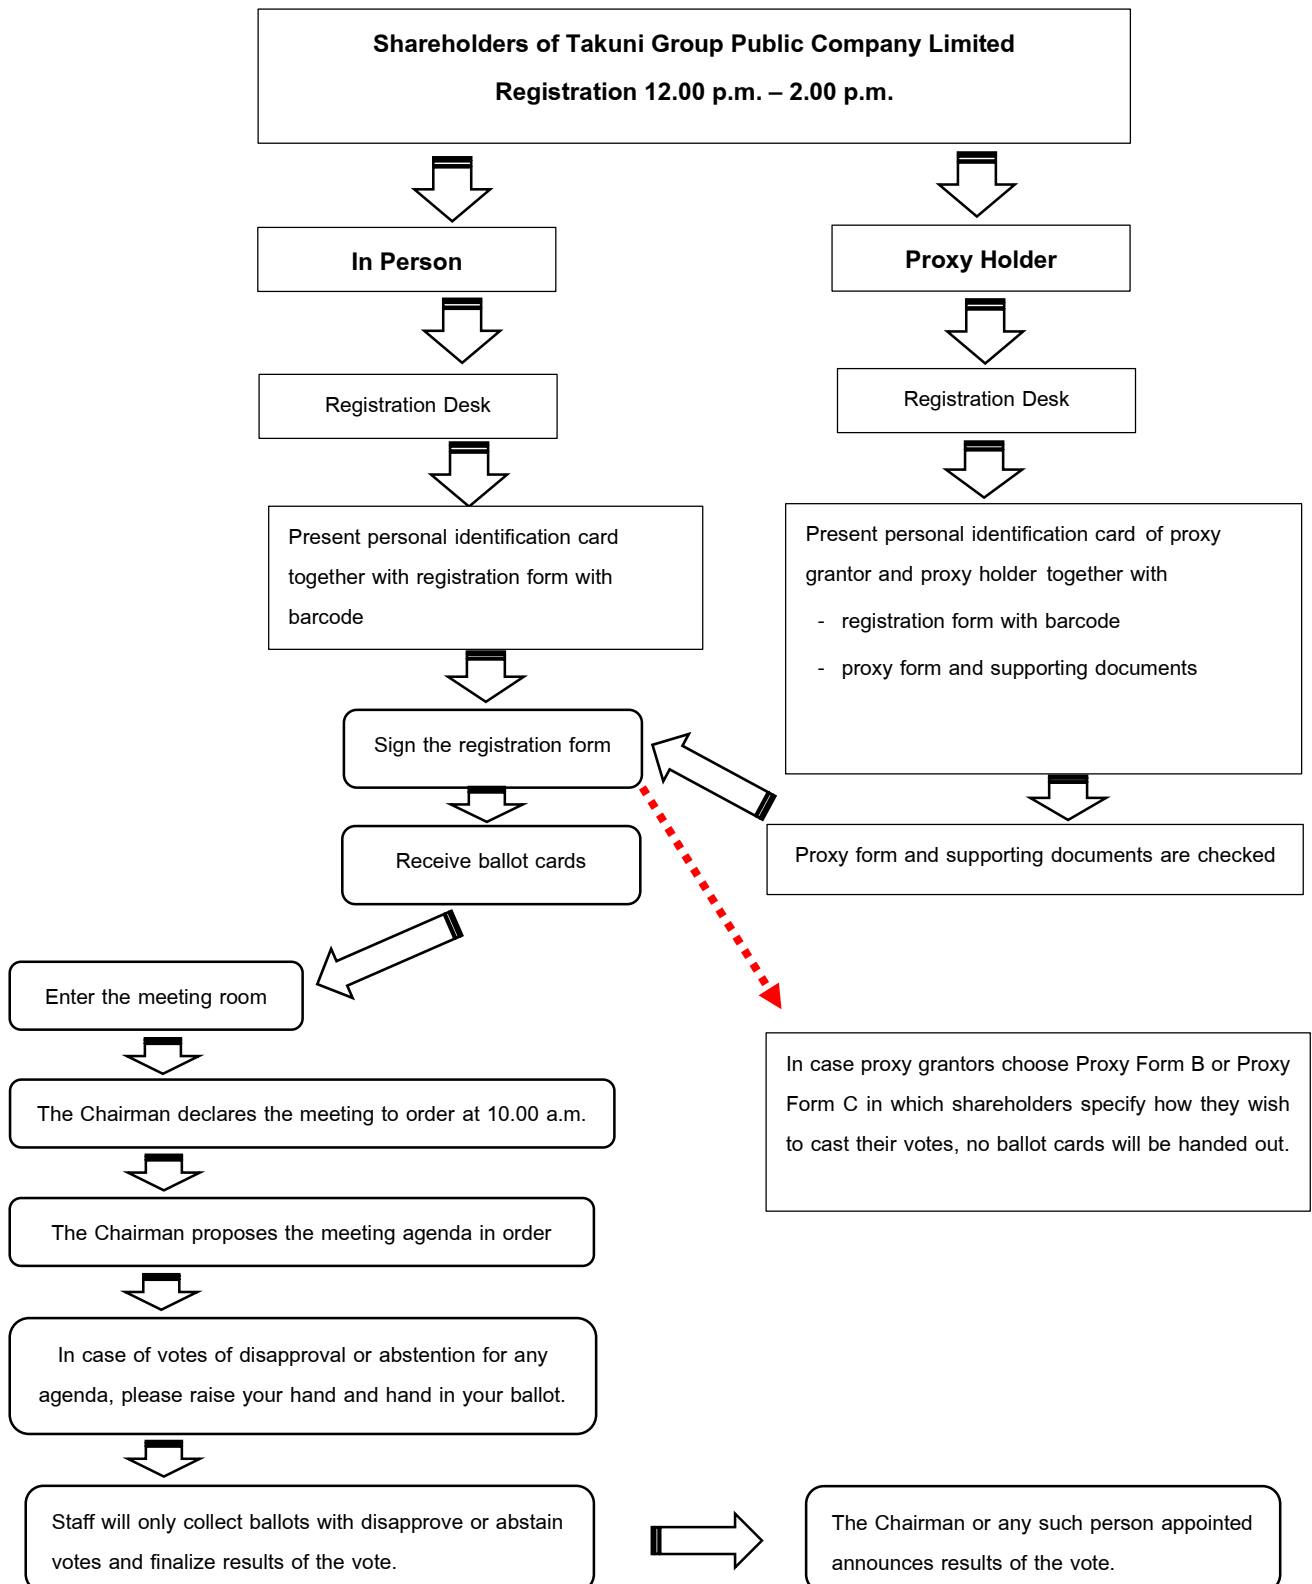 Shareholders of Takuni Group Public Company Limited
Registration 12.00 p.m. – 2.00 p.m.
In Person
Proxy Holder
Registration Desk
Registration Desk
Present personal identification card
together with registration form with
barcode
Present personal identification card of proxy
grantor and proxy holder together with
- registration form with barcode
- proxy form and supporting documents
Sign the registration form
Proxy form and supporting documents are checked
Receive ballot cards
Enter the meeting room
In case proxy grantors choose Proxy Form B or Proxy
Form C in which shareholders specify how they wish
to cast their votes, no ballot cards will be handed out.
The Chairman declares the meeting to order at 10.00 a.m.
The Chairman proposes the meeting agenda in order
In case of votes of disapproval or abstention for any
agenda, please raise your hand and hand in your ballot.
Staff will only collect ballots with disapprove or abstain
votes and finalize results of the vote.
The Chairman or any such person appointed
announces results of the vote.